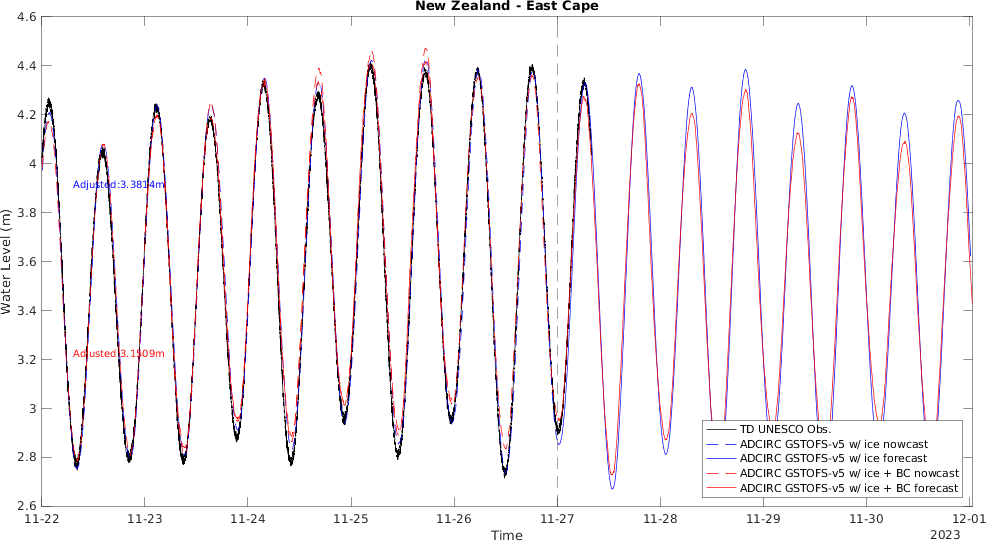 New Zealand - East Cape
4.6
4.4
4.2
4
3.8
3.6
3.4
3.2
3
2.8
2.6
Water Level (m)
Adjusted:3.3814m
Adjusted:3.1509m
TD UNESCO Obs.
ADCIRC GSTOFS-v5 w/ ice nowcast
ADCIRC GSTOFS-v5 w/ ice forecast
ADCIRC GSTOFS-v5 w/ ice + BC nowcast
ADCIRC GSTOFS-v5 w/ ice + BC forecast
11-22 11-23 11-24 11-25 11-26 11-27 11-28 11-29 11-30 12-01
Time
2023